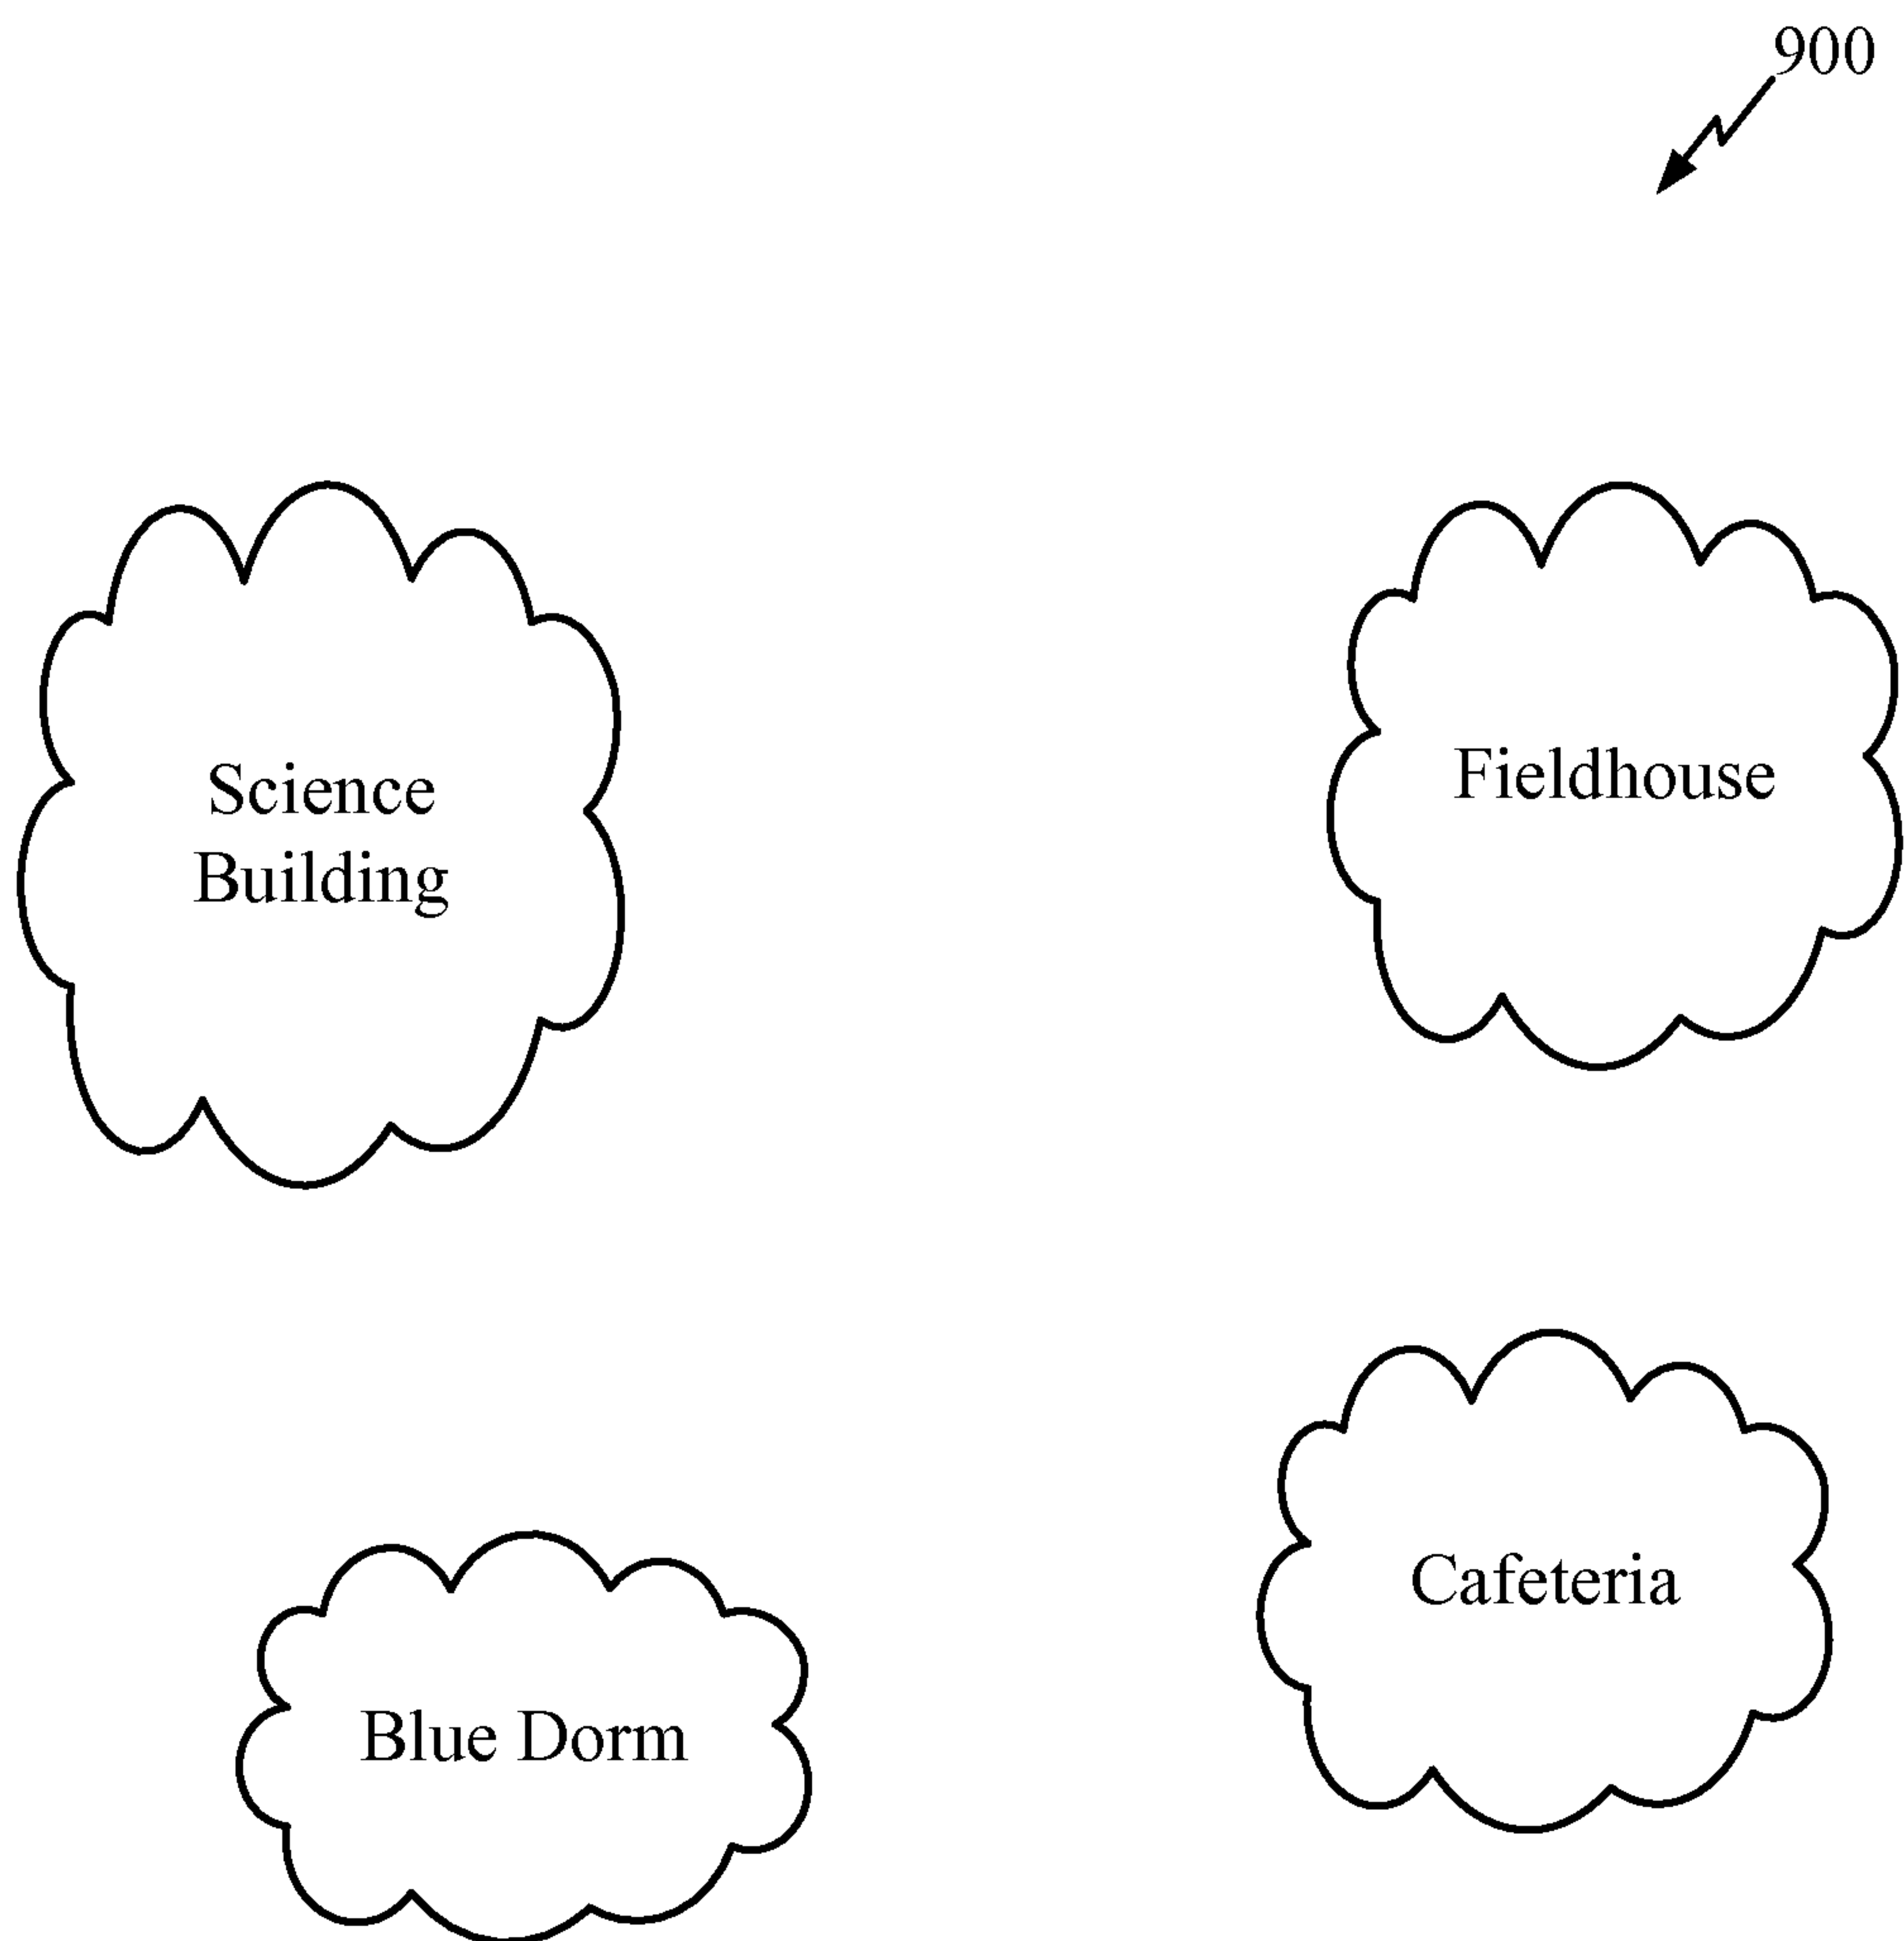 900
Science
Building
Fieldhouse
Cafeteria
Blue Dorm